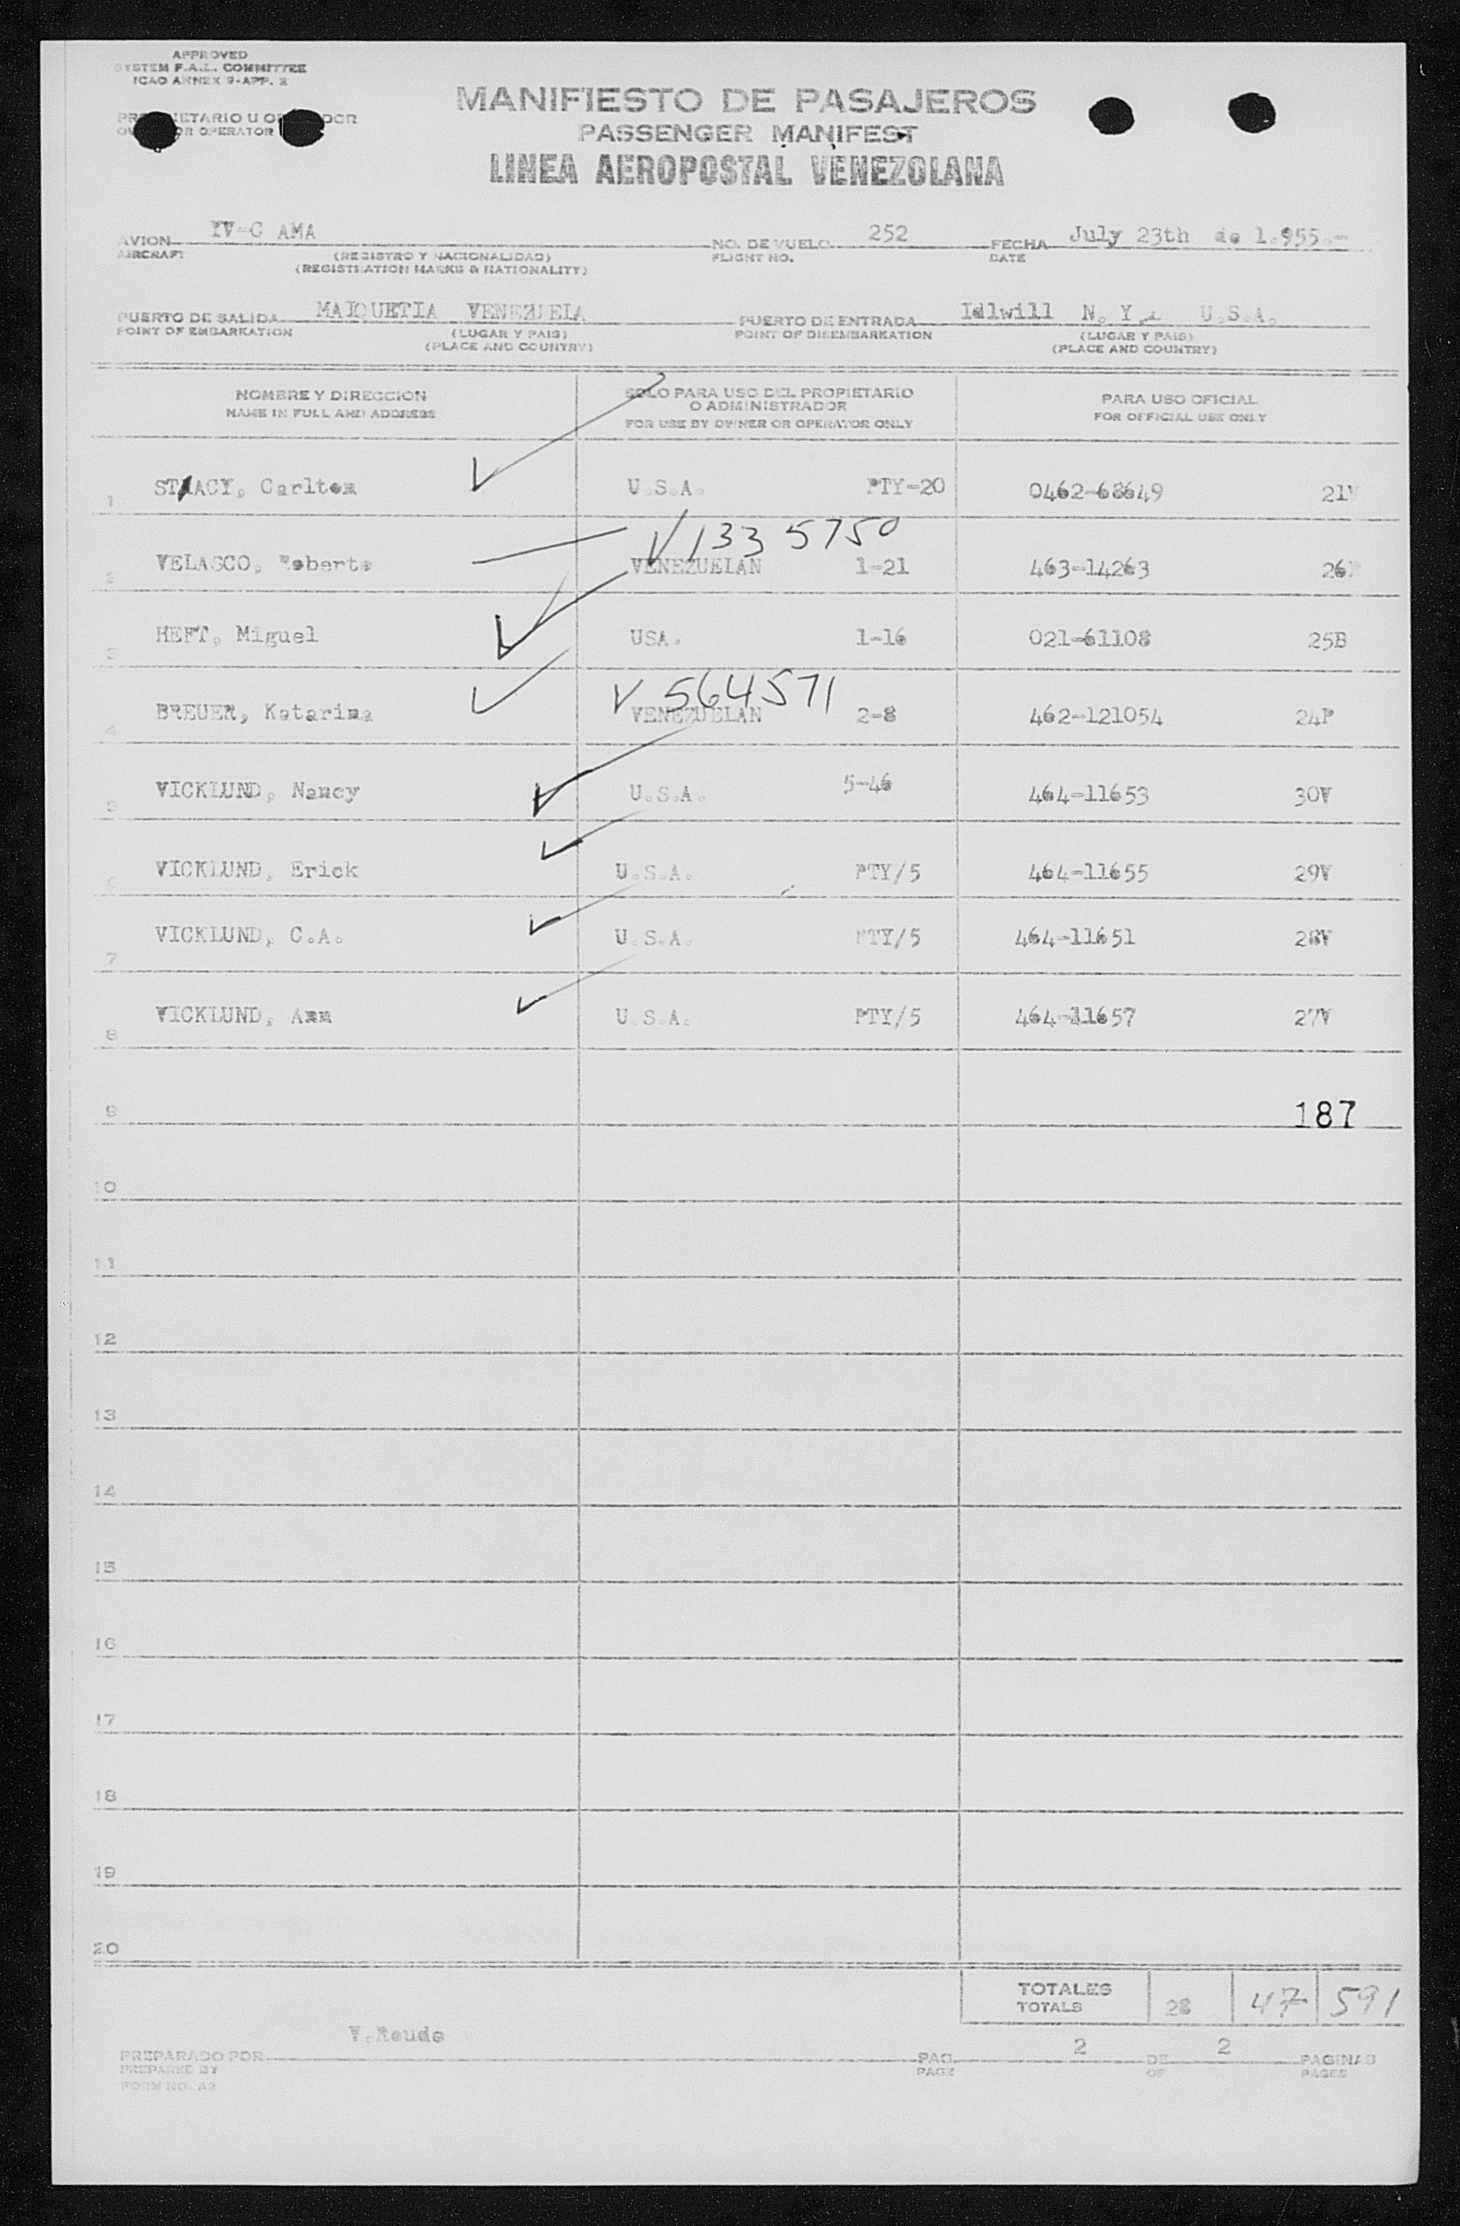 APPROVED
SYSTEM F.A.L. COMMITTEE
ICAO ANNEX 9-APP. 2
MANIFIESTO DE PASAJEROS
PASSENGER MANIFEST
LINEA AEROPOSTAL VENEZOLANA
OR OPERATOR
AVION YV-C AMA NO. DE VUELO 252 FECHA July 23th de 1.955.-
AIRCRAFT (REGISTRO Y NACIONALIDAD) FLIGHT NO. DATE
(REGISTRATION MARKS & NATIONALITY)
PUERTO DE SALIDA MAIQUETIA VENEZUELA PUERTO DE ENTRADA Idlwill N. Y. U.S.A.
POINT OF EMBARKATION (LUGAR Y PAIS) POINT OF DISEMBARKATION (LUGAR Y PAIS)
(PLACE AND COUNTRY) (PLACE AND COUNTRY)
NOMBRE Y DIRECCION SOLO PARA USO DEL PROPIETARIO PARA USO OFICIAL
NAME IN FULL AND ADDRESS O ADMINISTRADOR FOR OFFICIAL USE ONLY
FOR USE BY OWNER OR OPERATOR ONLY
1 STRACY, Carlton U.S.A. PTY-20 0462-68649 21V
V1335750
2 VELASCO, Roberto VENEZUELAN 1-21 463-14263 26
3 HEFT, Miguel USA. 1-16 021-61108 25B
V564571
4 BREUER, Katarina VENEZUELAN 2-8 462-121054 24P
5 VICKLUND, Nancy U.S.A. 5-46 464-11653 30V
6 VICKLUND, Erick U.S.A. PTY/5 464-11655 29V
7 VICKLUND, C.A. U.S.A. PTY/5 464-11651 28V
8 VICKLUND, Ann U.S.A. PTY/5 464-11657 27V
9 187
10
11
12
13
14
15
16
17
18
19
20
TOTALES 28 47 591
TOTALS
PREPARADO POR PAG. 2 DE 2 PAGINAS
PREPARED BY PAGE OF PAGES
FORM NO. A2